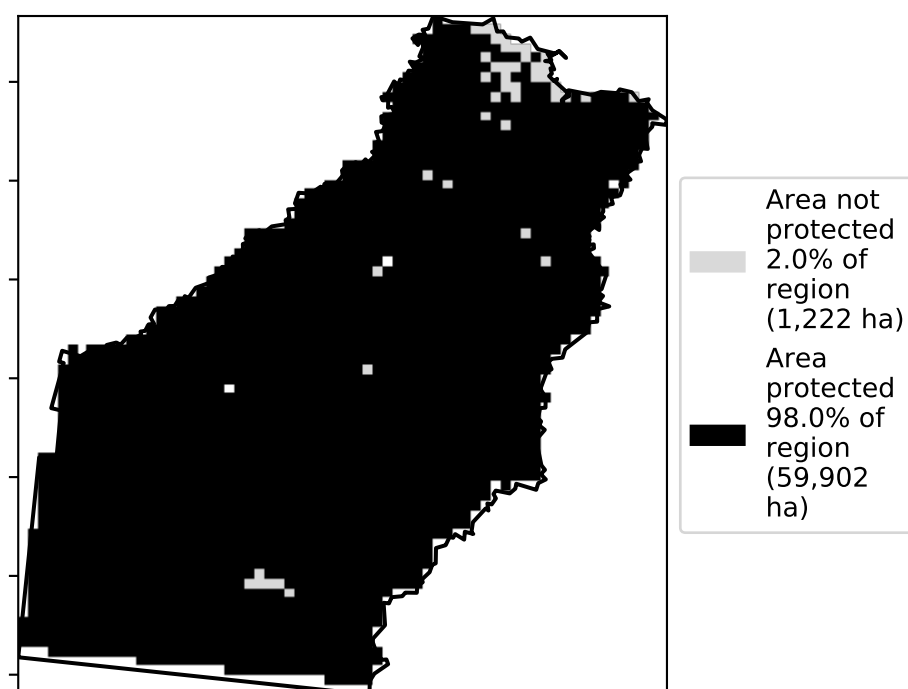 Area not
protected
2.0% of
region
(1,222 ha)
Area
protected
98.0% of
region
(59,902
ha)